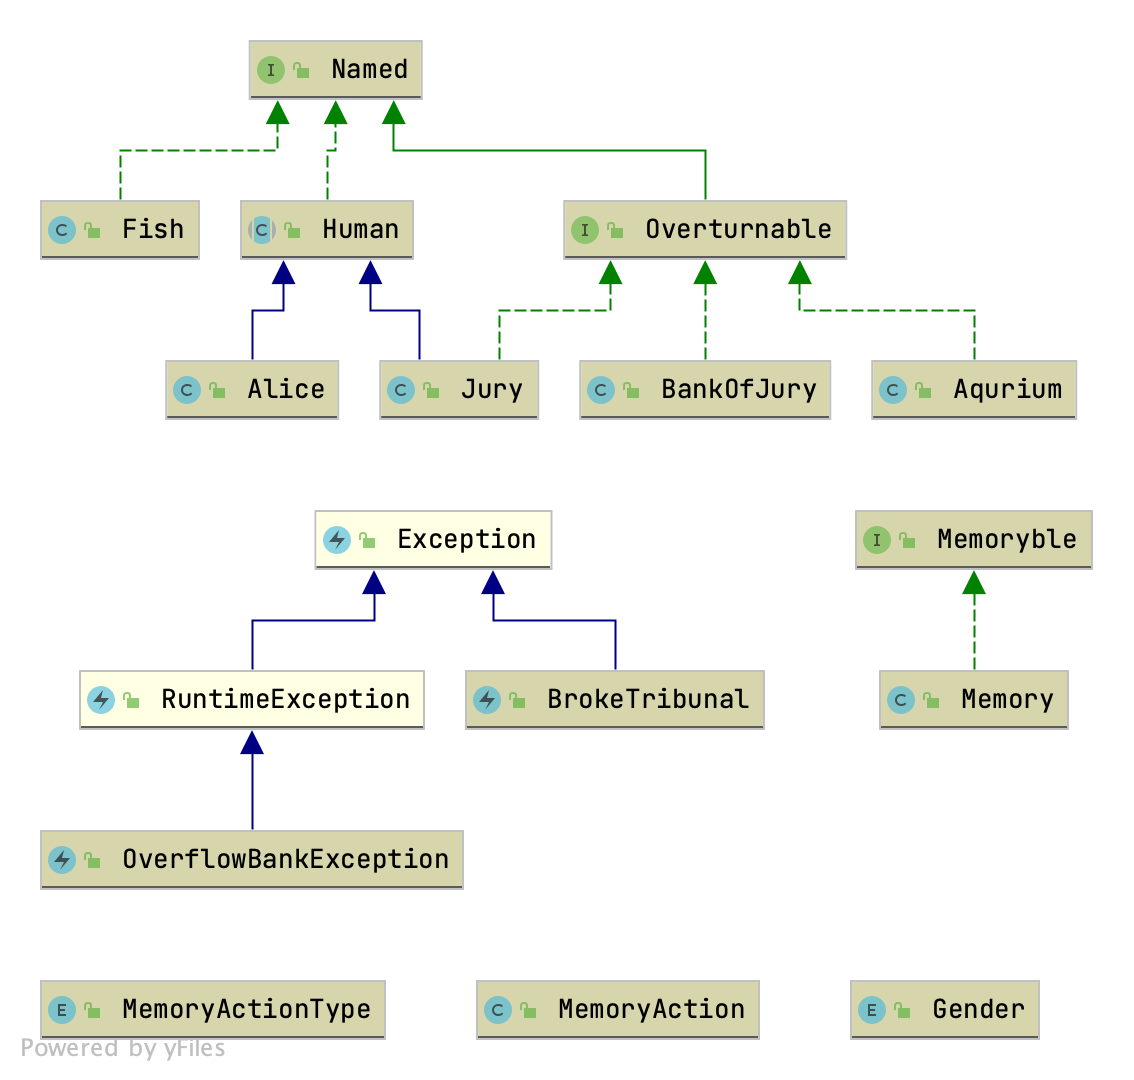 I Named
C Fish
C Human
I Overturnable
C Alice
C Jury
C BankOfJury
C Aqurium
Exception
I Memoryble
RuntimeException
BrokeTribunal
C Memory
OverflowBankException
E MemoryActionType
C MemoryAction
E Gender
Powered by yFiles